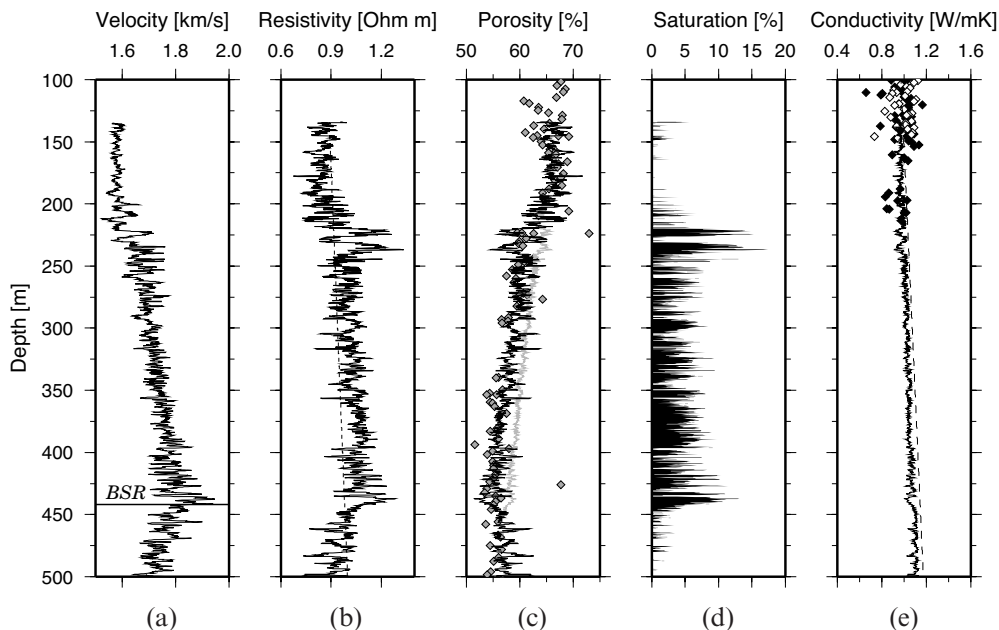 Velocity [km/s] Resistivity [Ohm m] Porosity [%] Saturation [%] Conductivity [W/mK]
1.6 1.8 2.0 0.6 0.9 1.2 50 60 70 0 5 10 15 20 0.4 0.8 1.2 1.6
100
150
200
250
Depth [m]
300
350
400
BSR
450
500
(a) (b) (c) (d) (e)